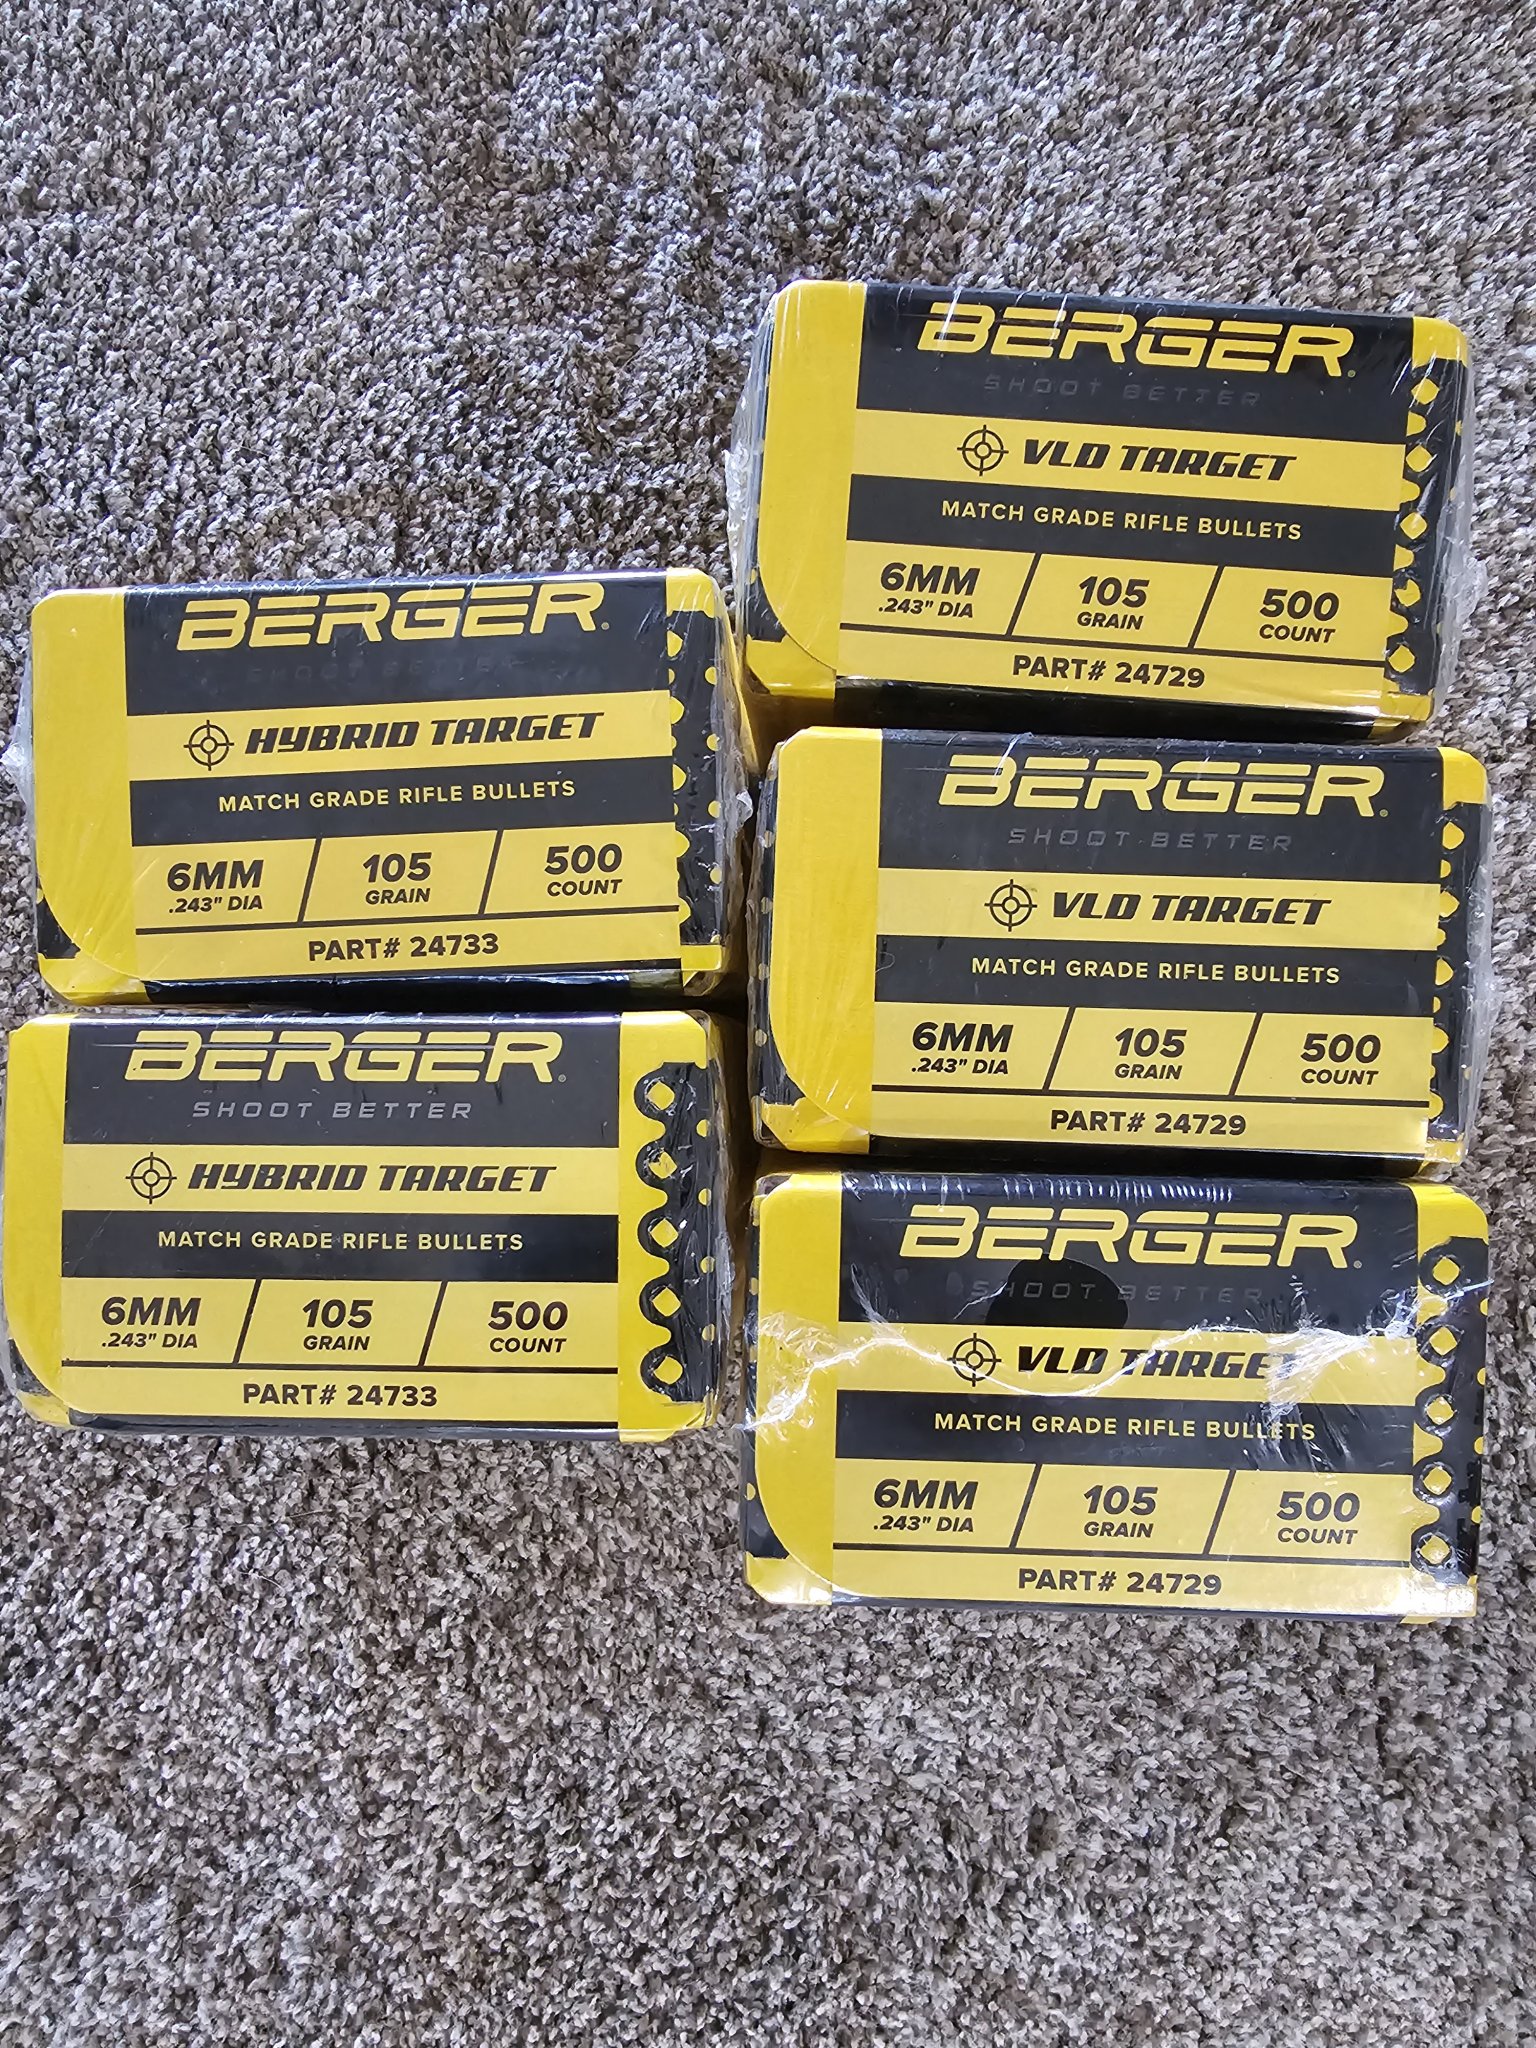 BERGER.
SHOOT BETTER
VLD TARGET
MATCH GRADE RIFLE BULLETS
6MM
.243" DIA
105
GRAIN
500
COUNT
PART# 24729
BERGER.
SHOOT BETTER
HYBRID TARGET
MATCH GRADE RIFLE BULLETS
6MM
.243" DIA
105
GRAIN
500
COUNT
PART# 24733
BERGER.
SHOOT BETTER
VLD TARGET
MATCH GRADE RIFLE BULLETS
6MM
.243" DIA
105
GRAIN
500
COUNT
PART# 24729
BERGER.
SHOOT BETTER
HYBRID TARGET
MATCH GRADE RIFLE BULLETS
6MM
.243" DIA
105
GRAIN
500
COUNT
PART# 24733
BERGER.
SHOOT BETTER
VLD TARGET
MATCH GRADE RIFLE BULLETS
6MM
.243" DIA
105
GRAIN
500
COUNT
PART# 24729